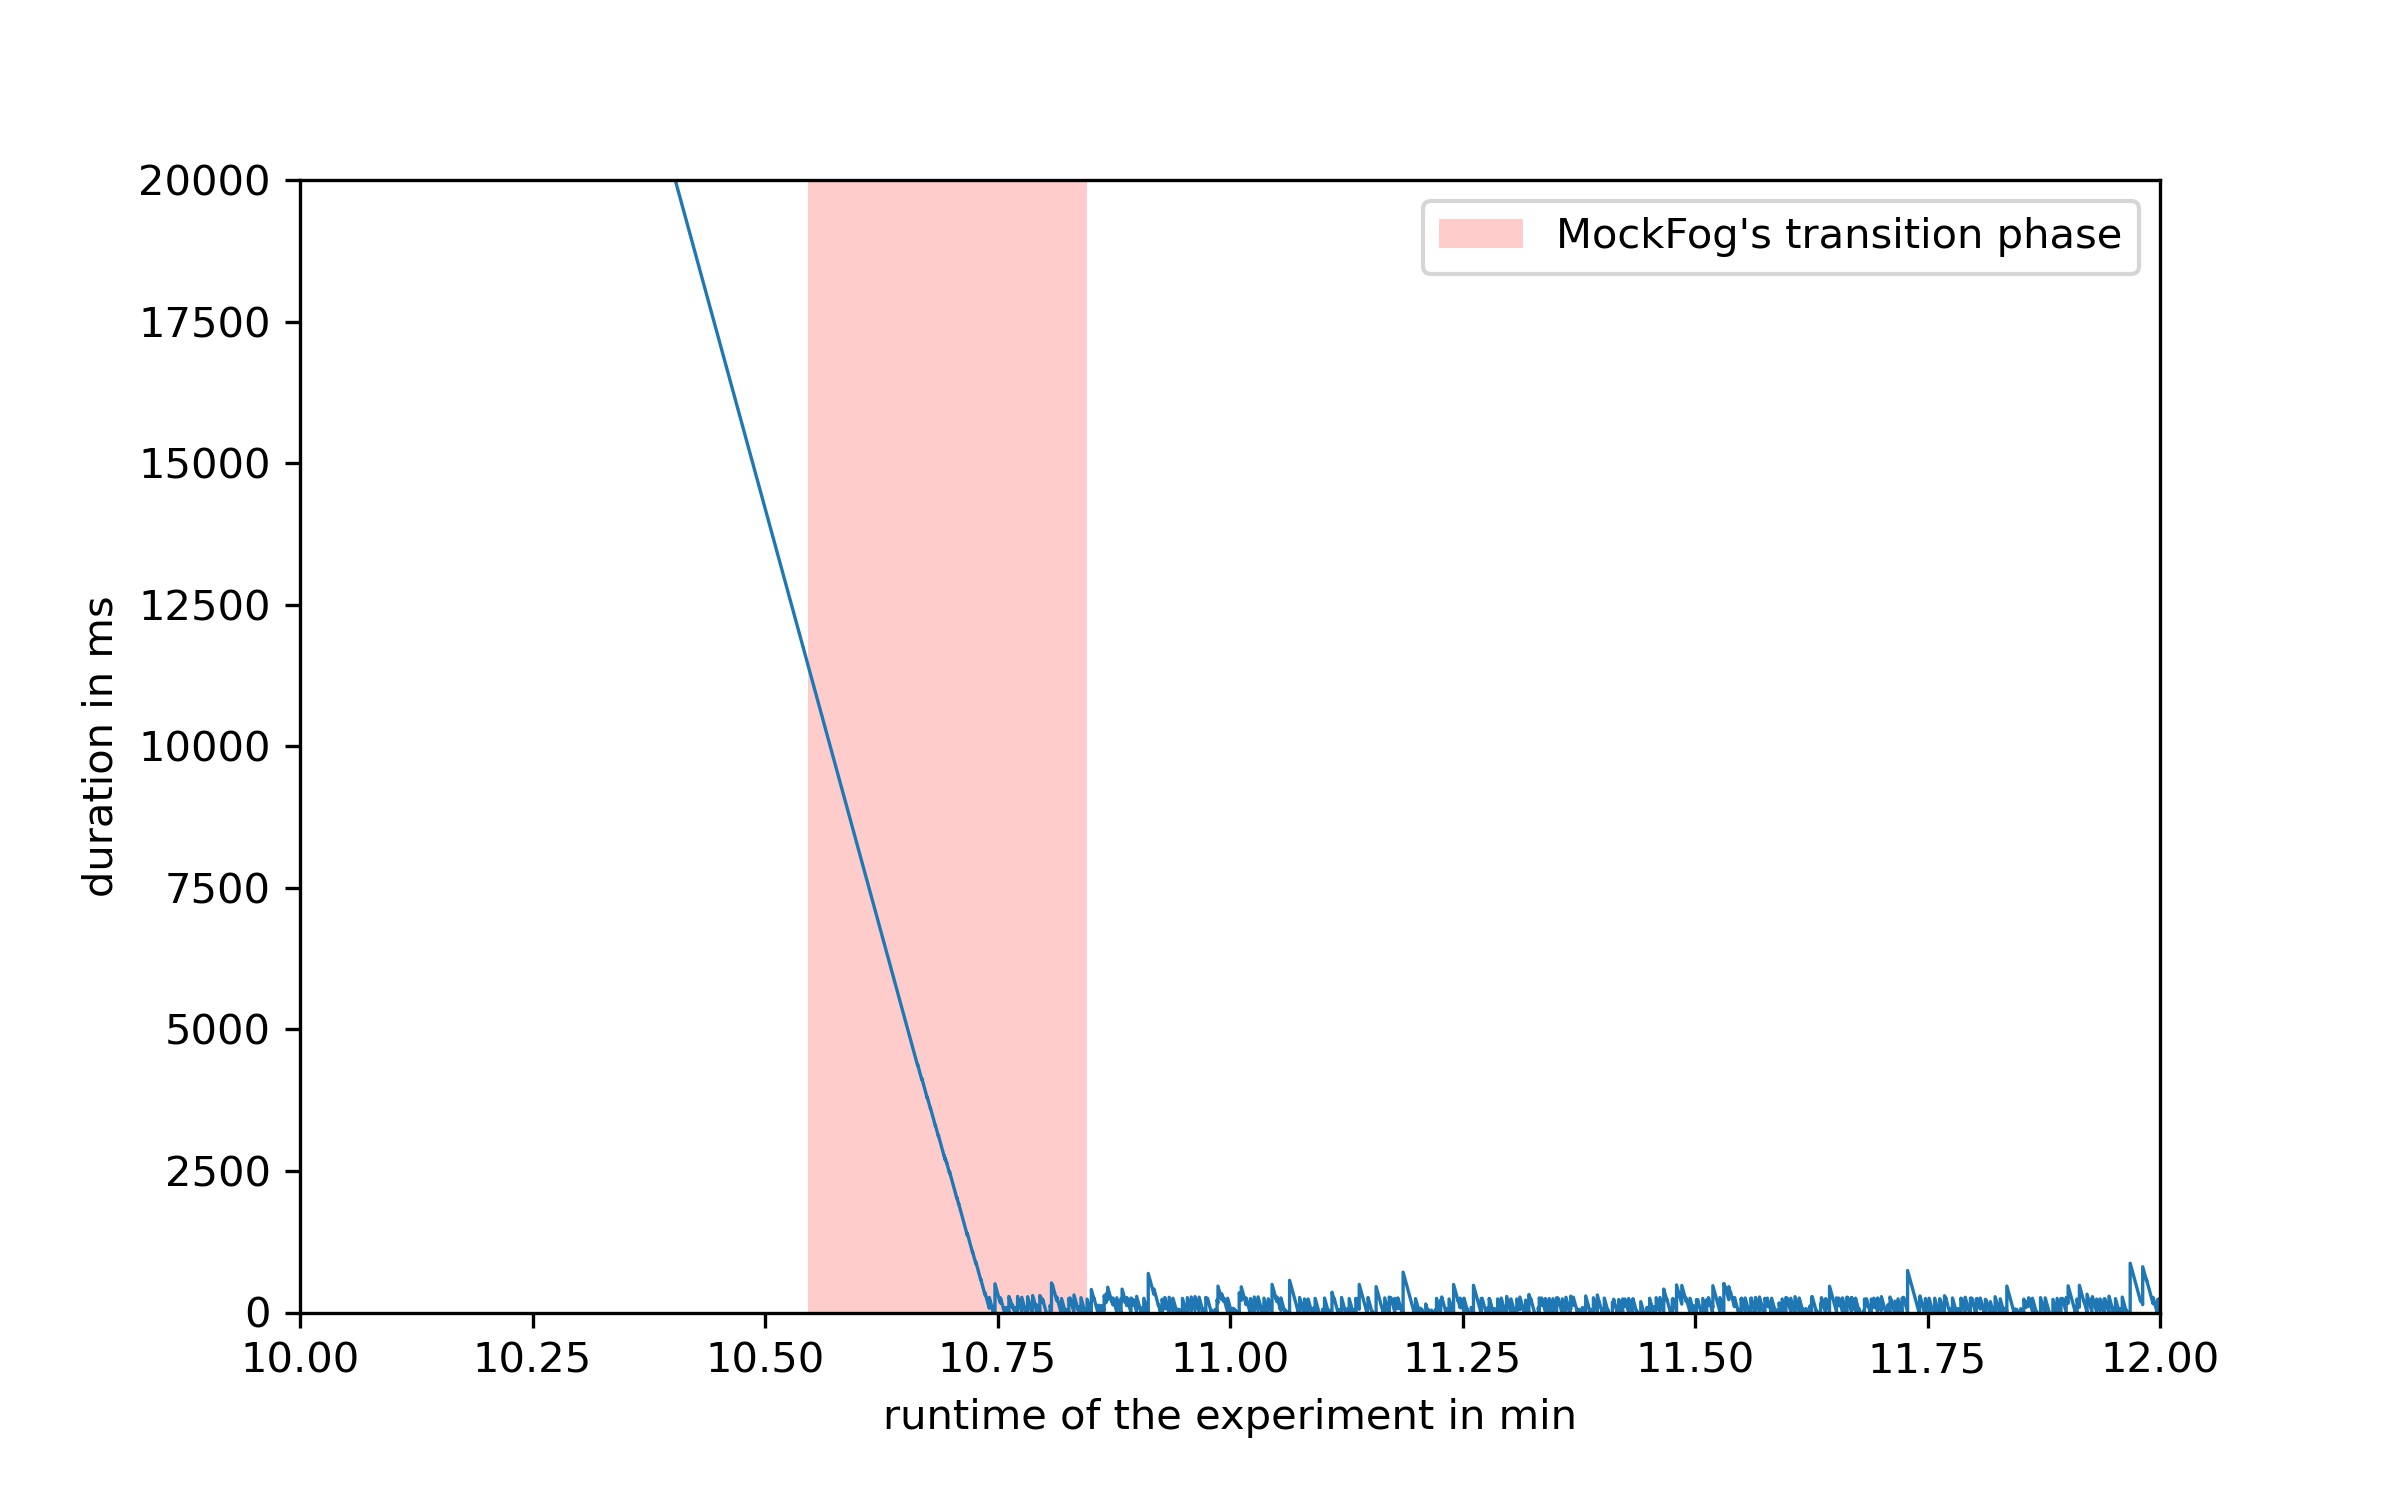 20000
17500
15000
12500
10000
7500
5000
2500
0
duration in ms
MockFog's transition phase
10.00 10.25 10.50 10.75 11.00 11.25 11.50 11.75 12.00
runtime of the experiment in min